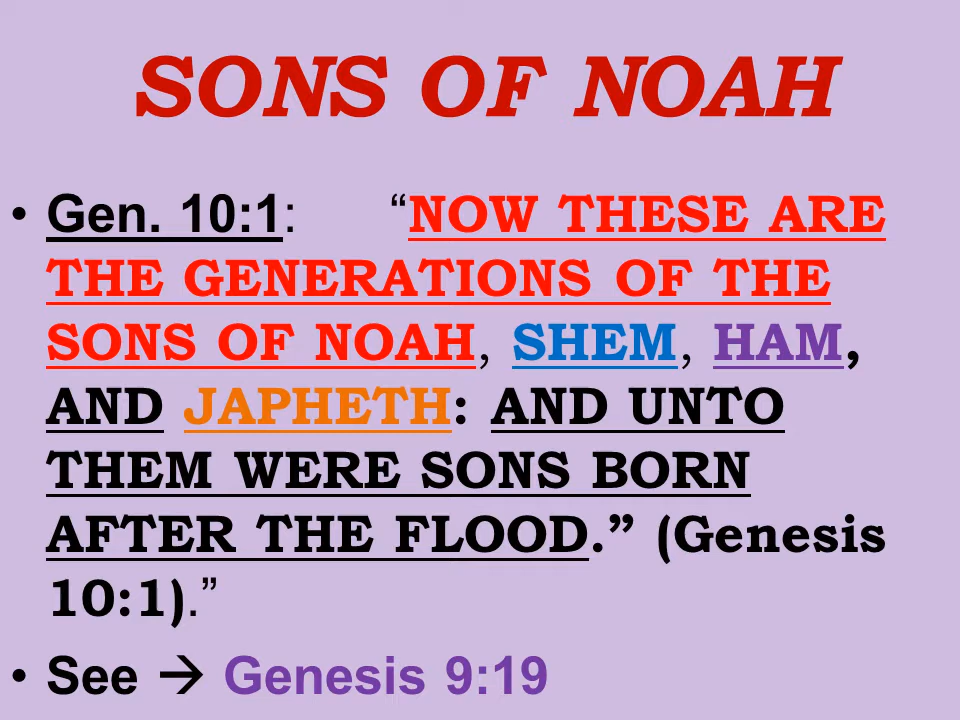 SONS OF NOAH
• Gen. 10:1: “NOW THESE ARE
THE GENERATIONS OF THE
SONS OF NOAH, SHEM, HAM,
AND JAPHETH: AND UNTO
THEM WERE SONS BORN
AFTER THE FLOOD.” (Genesis
10:1).”
• See → Genesis 9:19